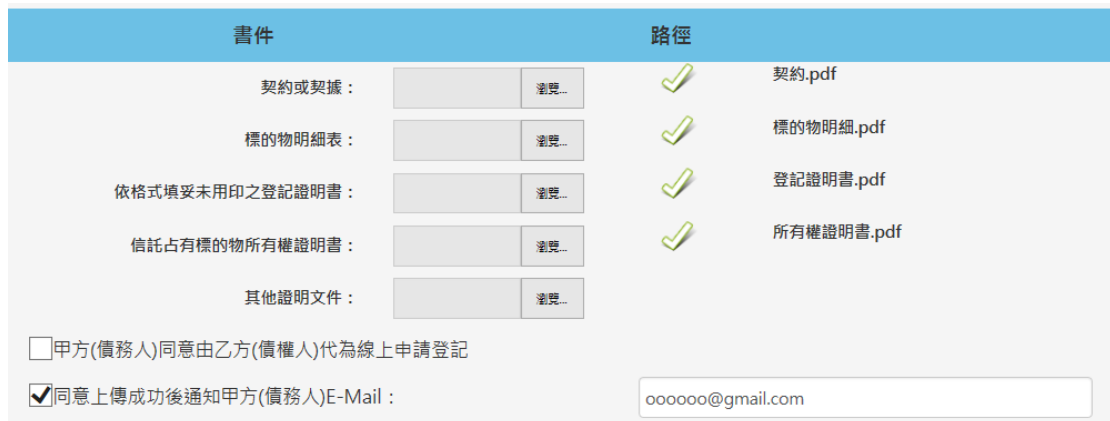 書件 路徑
契約或契據： 瀏覽... 契約.pdf
標的物明細表： 瀏覽... 標的物明細.pdf
依格式填妥未用印之登記證明書： 瀏覽... 登記證明書.pdf
信託占有標的物所有權證明書： 瀏覽... 所有權證明書.pdf
其他證明文件： 瀏覽...
甲方(債務人)同意由乙方(債權人)代為線上申請登記
同意上傳成功後通知甲方(債務人)E-Mail： oooooo@gmail.com